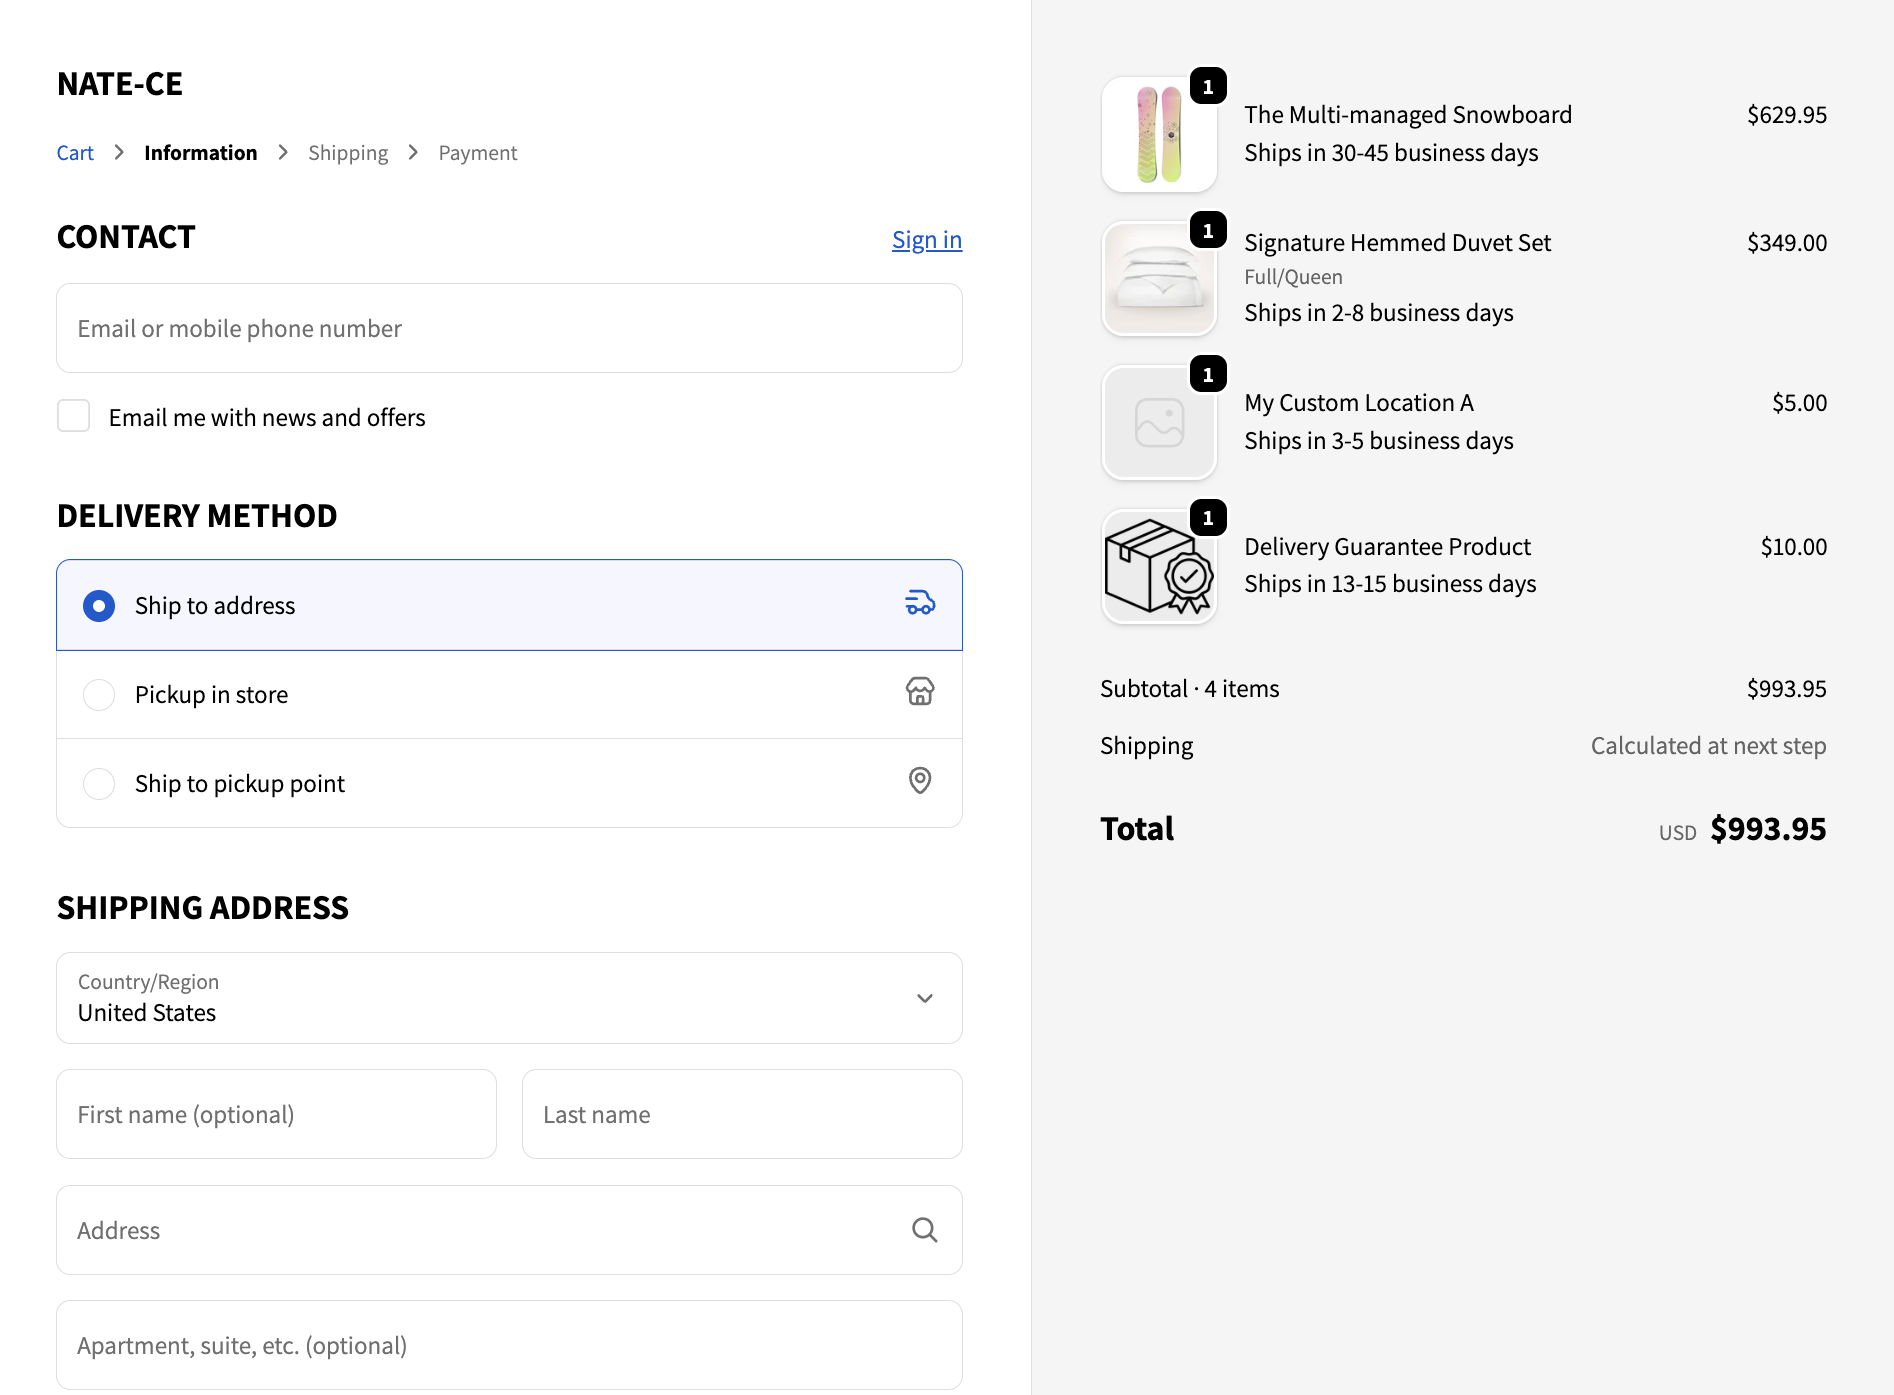 NATE-CE
Cart > Information > Shipping > Payment
CONTACT
Sign in
Email or mobile phone number
Email me with news and offers
DELIVERY METHOD
Ship to address
Pickup in store
Ship to pickup point
SHIPPING ADDRESS
Country/Region
United States
First name (optional)
Last name
Address
Apartment, suite, etc. (optional)
1
The Multi-managed Snowboard
$629.95
Ships in 30-45 business days
1
Signature Hemmed Duvet Set
$349.00
Full/Queen
Ships in 2-8 business days
1
My Custom Location A
$5.00
Ships in 3-5 business days
1
Delivery Guarantee Product
$10.00
Ships in 13-15 business days
Subtotal · 4 items
$993.95
Shipping
Calculated at next step
Total
USD $993.95